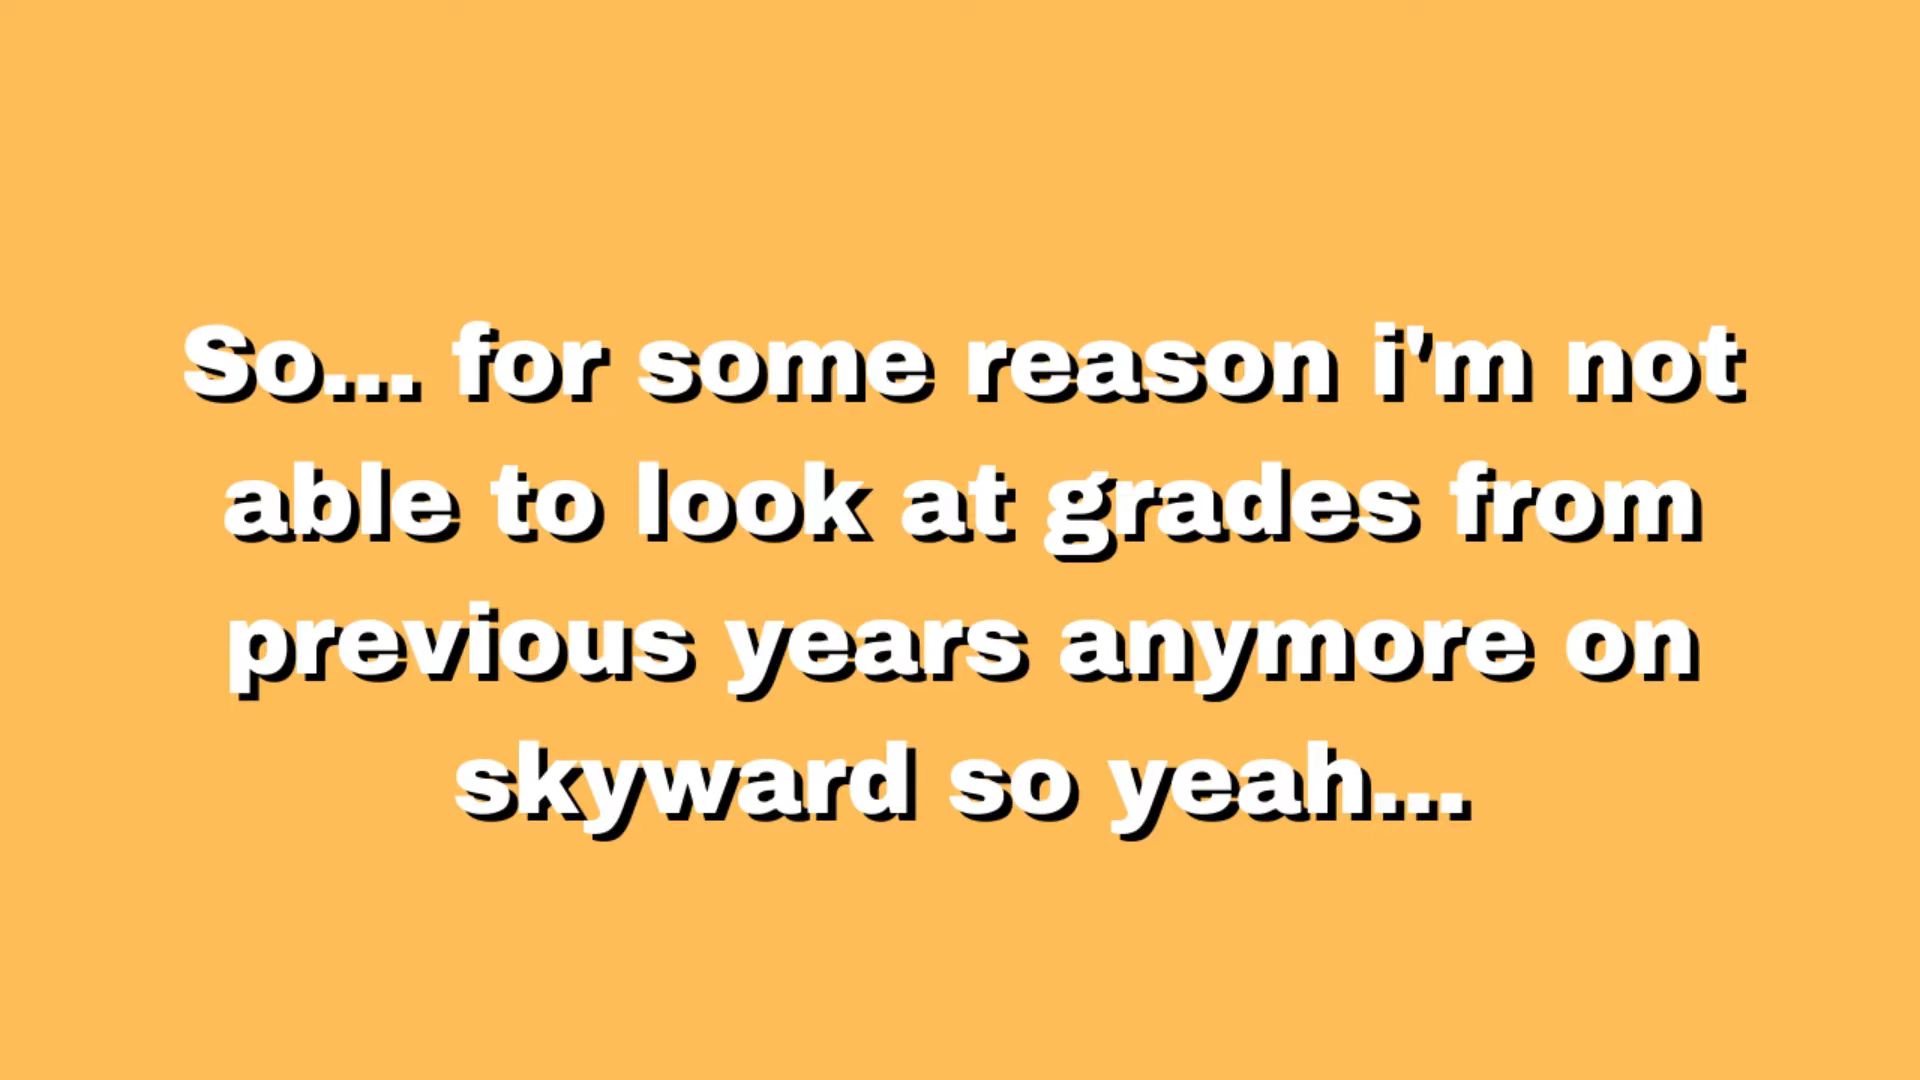 So... for some reason i'm not
able to look at grades from
previous years anymore on
skyward so yeah...